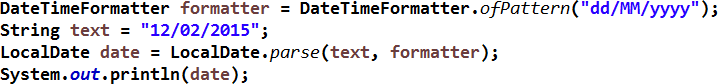 DateTimeFormatter formatter = DateTimeFormatter.ofPattern("dd/MM/yyyy");
String text = "12/02/2015";
LocalDate date = LocalDate.parse(text, formatter);
System.out.println(date);